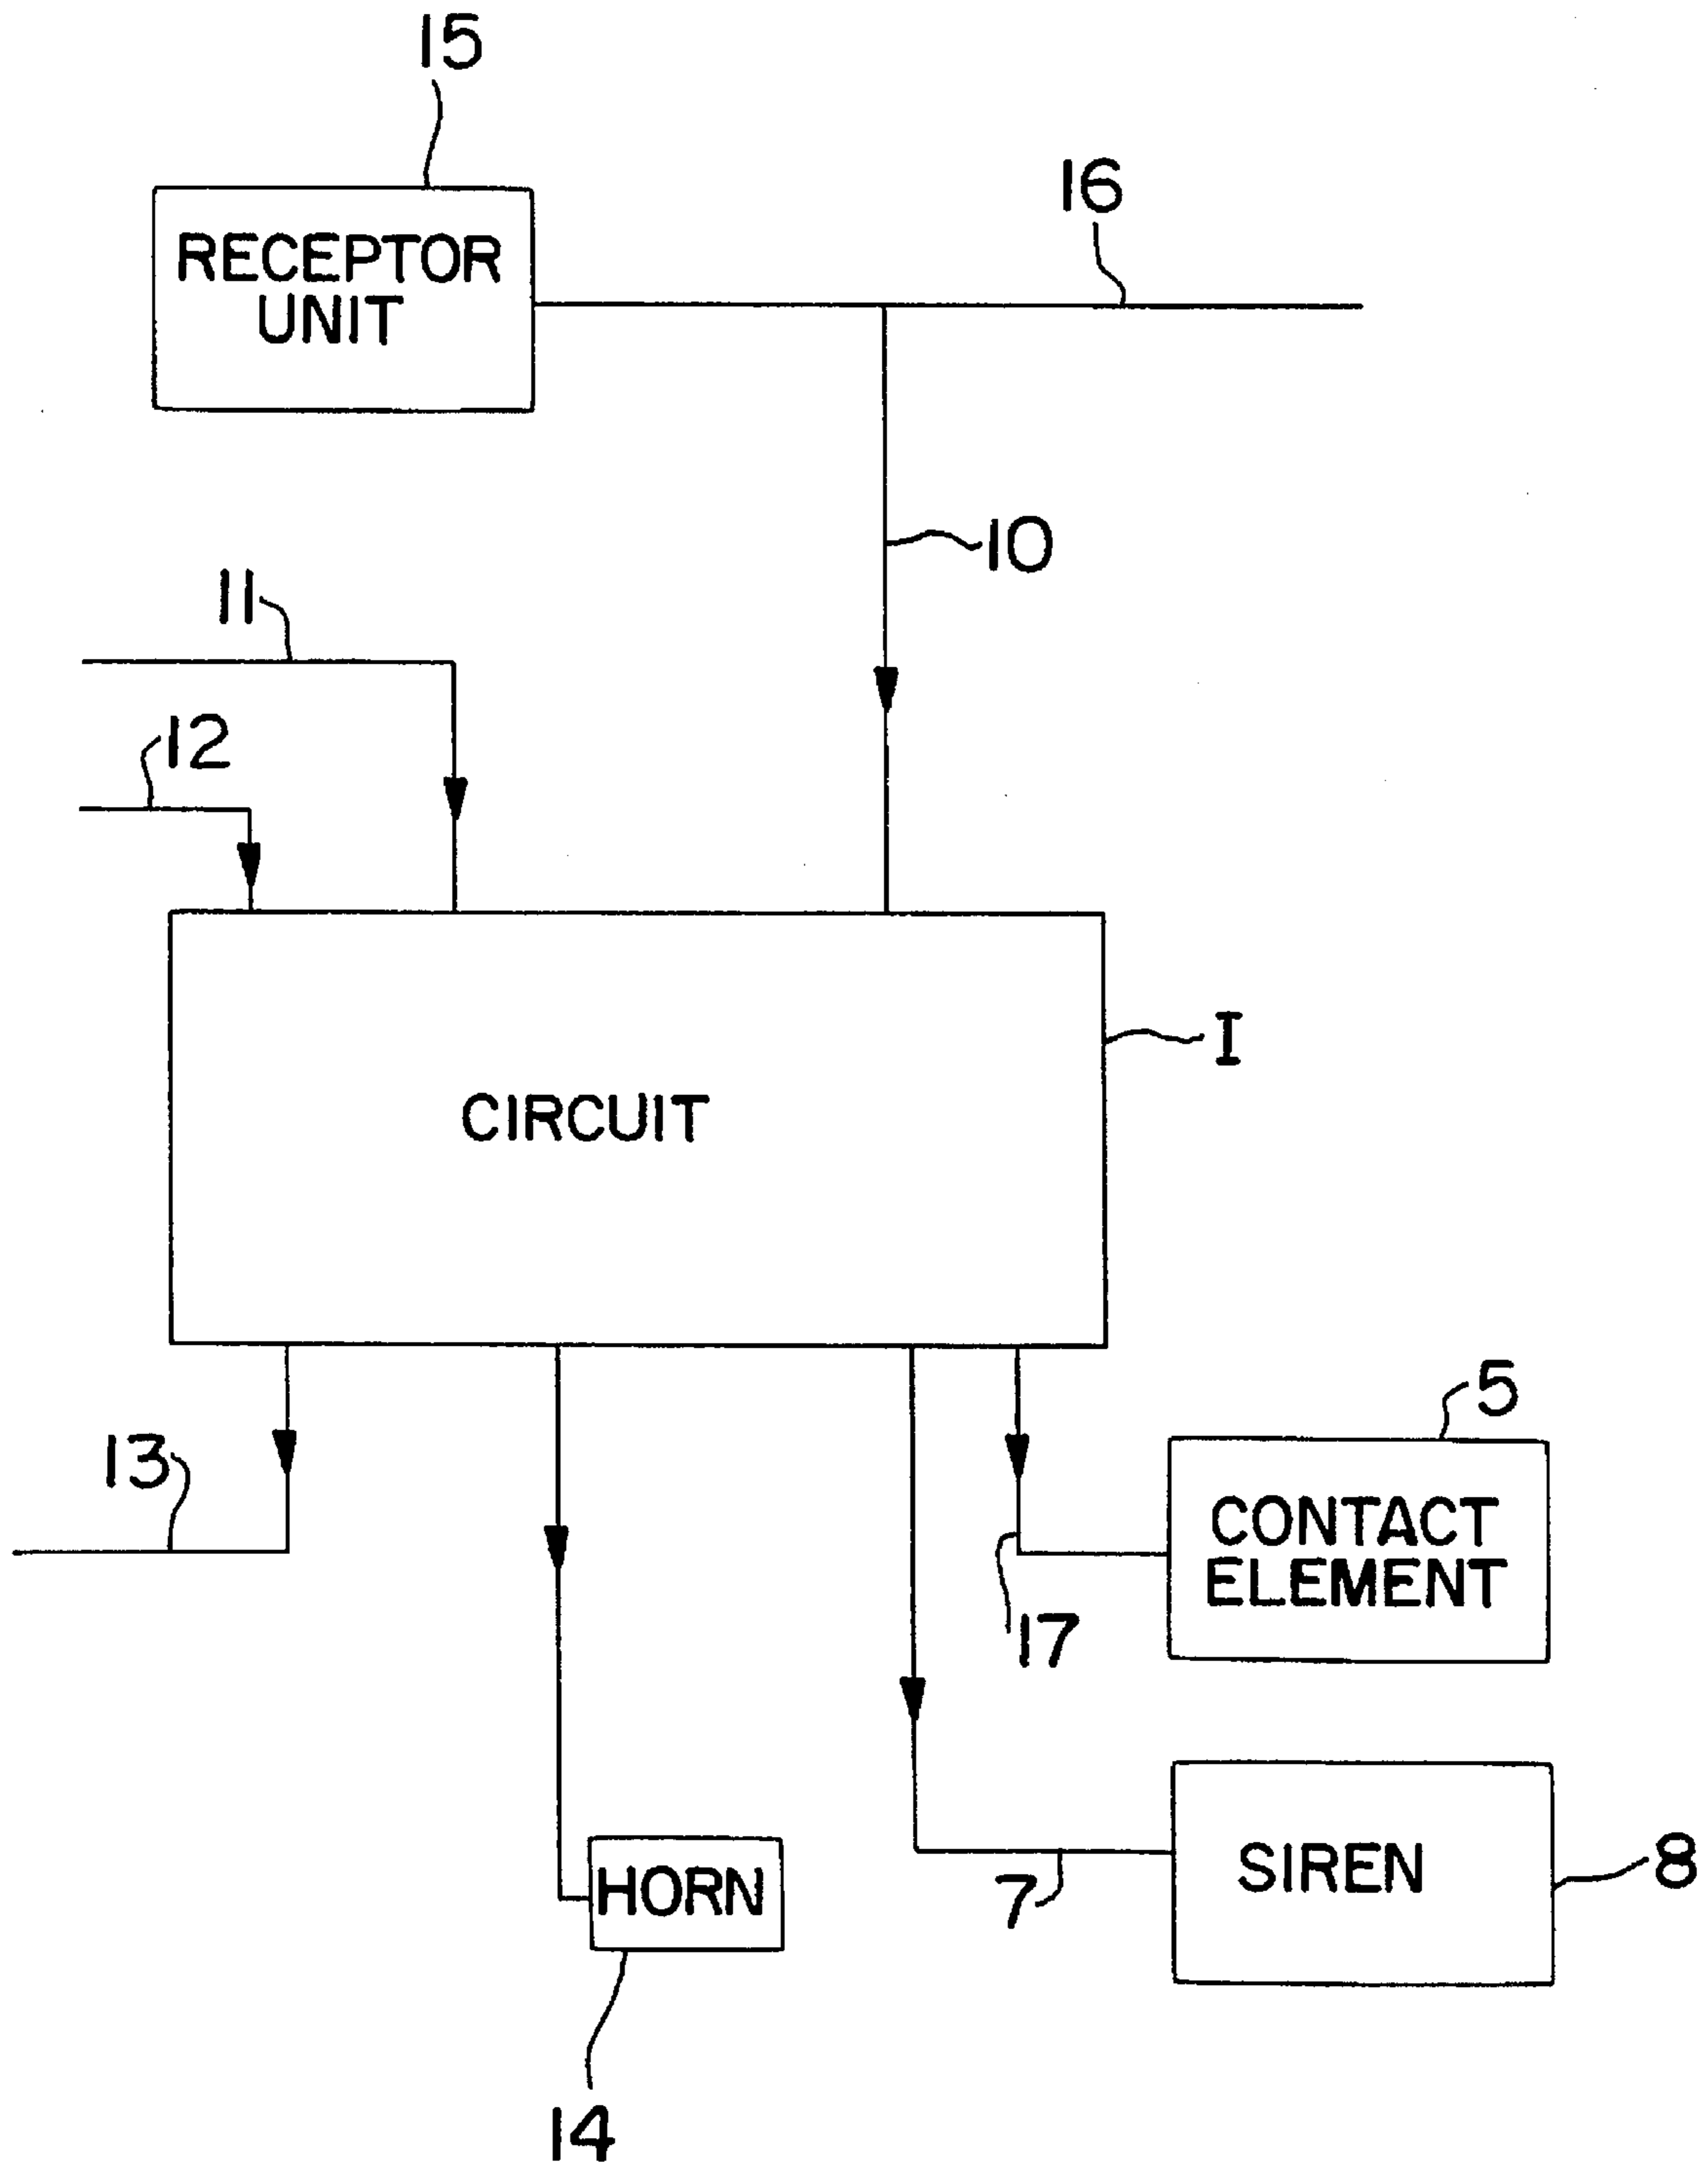 15
RECEPTOR
UNIT
16
10
11
12
I
CIRCUIT
5
CONTACT
ELEMENT
13
17
SIREN
8
7
HORN
14